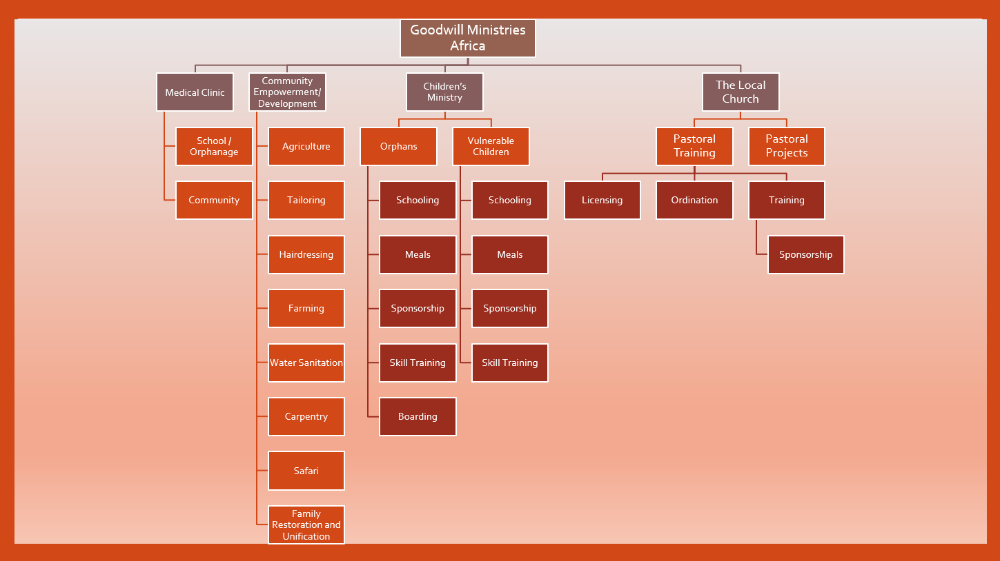 Goodwill Ministries
Africa
Medical Clinic
Community
Empowerment/
Development
Children's
Ministry
The Local
Church
School /
Orphanage
Community
Agriculture
Tailoring
Hairdressing
Farming
Water Sanitation
Carpentry
Safari
Family
Restoration and
Unification
Orphans
Schooling
Meals
Sponsorship
Skill Training
Boarding
Vulnerable
Children
Schooling
Meals
Sponsorship
Skill Training
Pastoral
Training
Pastoral
Projects
Licensing
Ordination
Training
Sponsorship